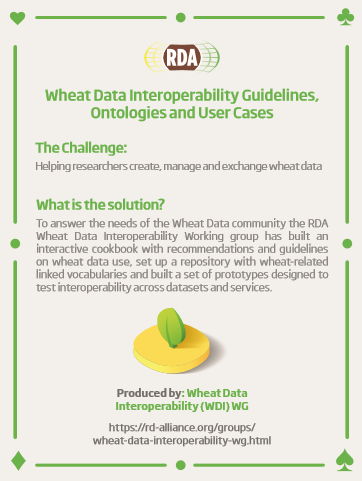 RDA
Wheat Data Interoperability Guidelines,
Ontologies and User Cases
The Challenge:
Helping researchers create, manage and exchange wheat data
What is the solution?
To answer the needs of the Wheat Data community the RDA
Wheat Data Interoperability Working group has built an
interactive cookbook with recommendations and guidelines
on wheat data use, set up a repository with wheat-related
linked vocabularies and built a set of prototypes designed to
test interoperability across datasets and services.
Produced by: Wheat Data
Interoperability (WDI) WG
https://rd-alliance.org/groups/
wheat-data-interoperability-wg.html